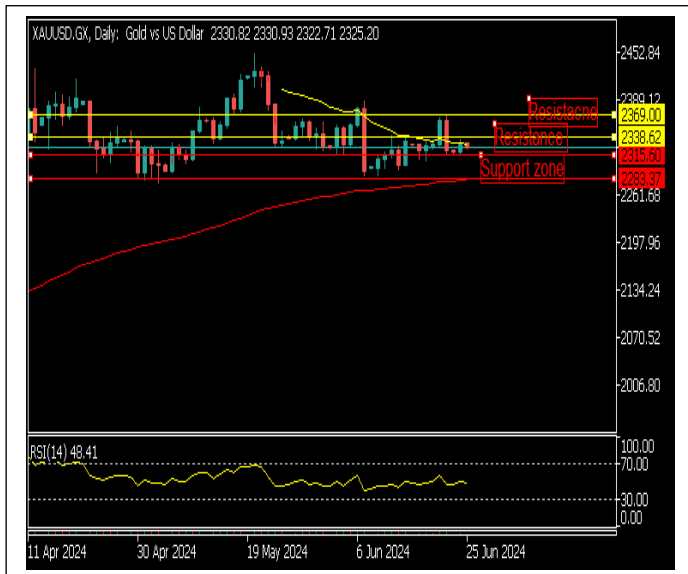 XAUUSD.GX, Daily: Gold vs US Dollar 2330.82 2330.93 2322.71 2325.20
2452.84
2389.12
Resistacne
2369.00
Resistance
2338.62
2315.60
Support zone
2283.37
2261.68
2197.96
2134.24
2070.52
2006.80
RSI(14) 48.41
100.00
70.00
30.00
0.00
11 Apr 2024 30 Apr 2024 19 May 2024 6 Jun 2024 25 Jun 2024